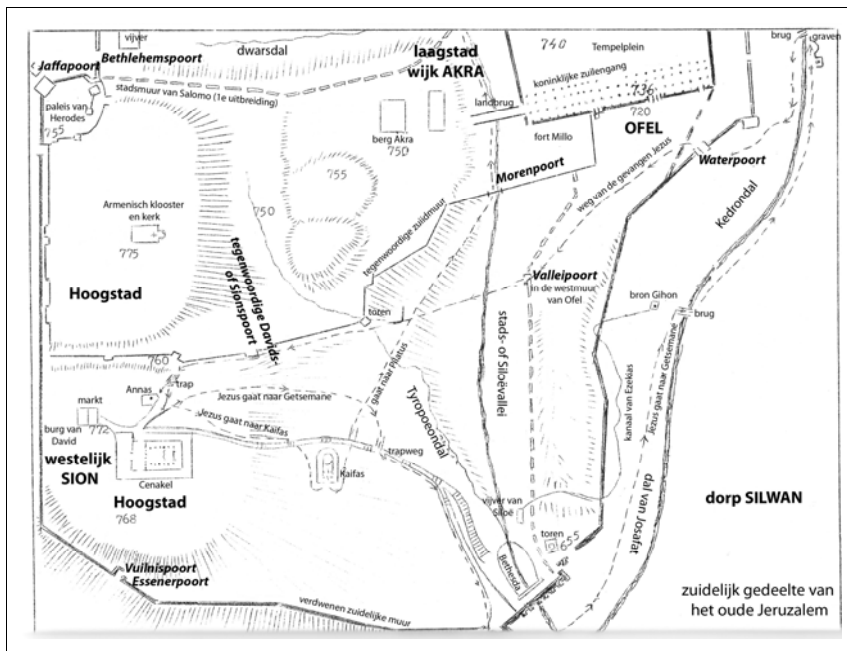 vijver
dwarsdal
laagstad
wijk AKRA
740
Tempelplein
brug
graven
Jaffapoort
Bethlehemspoort
stadsmuur van Salomo (1e uitbreiding)
koninklijke zuilengang
736
paleis van
Herodes
755
landbrug
720
berg Akra
750
fort Millo
OFEL
Morenpoort
Waterpoort
755
weg van de gevangen Jezus
Kedrondal
Armenisch klooster
en kerk
775
750
tegenwoordige zuidmuur
Hoogstad
tegenwoordige Davids-
of Sionspoort
Valleipoort
in de westmuur
van Ofel
bron Gihon
brug
toren
stads- of Siloëvallei
760
gaat naar Pilatus
Tyropoeondal
kanaal van Ezekias
Jezus gaat naar Getsemane
trap
Annas
Jezus gaat naar Getsemane
markt
Jezus gaat naar Kaifas
burg van
David
772
trapweg
westelijk
SION
Kaifas
Cenakel
Hoogstad
768
vijver van
Siloë
dal van Josafat
dorp SILWAN
toren
655
Bethesda
Vuilnispoort
Essenerpoort
verdwenen zuidelijke muur
zuidelijk gedeelte van
het oude Jeruzalem